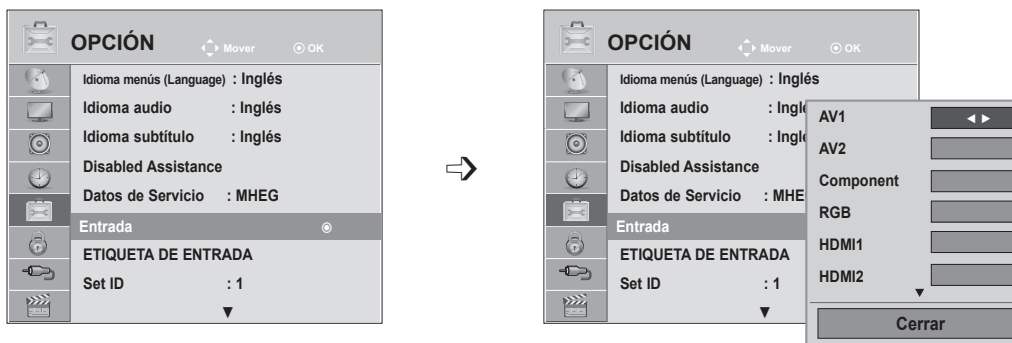 OPCIÓN Mover OK
Idioma menús (Language) : Inglés
Idioma audio : Inglés
Idioma subtítulo : Inglés
Disabled Assistance
Datos de Servicio : MHEG
Entrada
ETIQUETA DE ENTRADA
Set ID : 1
OPCIÓN Mover OK
Idioma menús (Language) : Inglés
Idioma audio : Inglé
Idioma subtítulo : Inglé
Disabled Assistance
Datos de Servicio : MHE
Entrada
ETIQUETA DE ENTRADA
Set ID : 1
AV1
AV2
Component
RGB
HDMI1
HDMI2
Cerrar